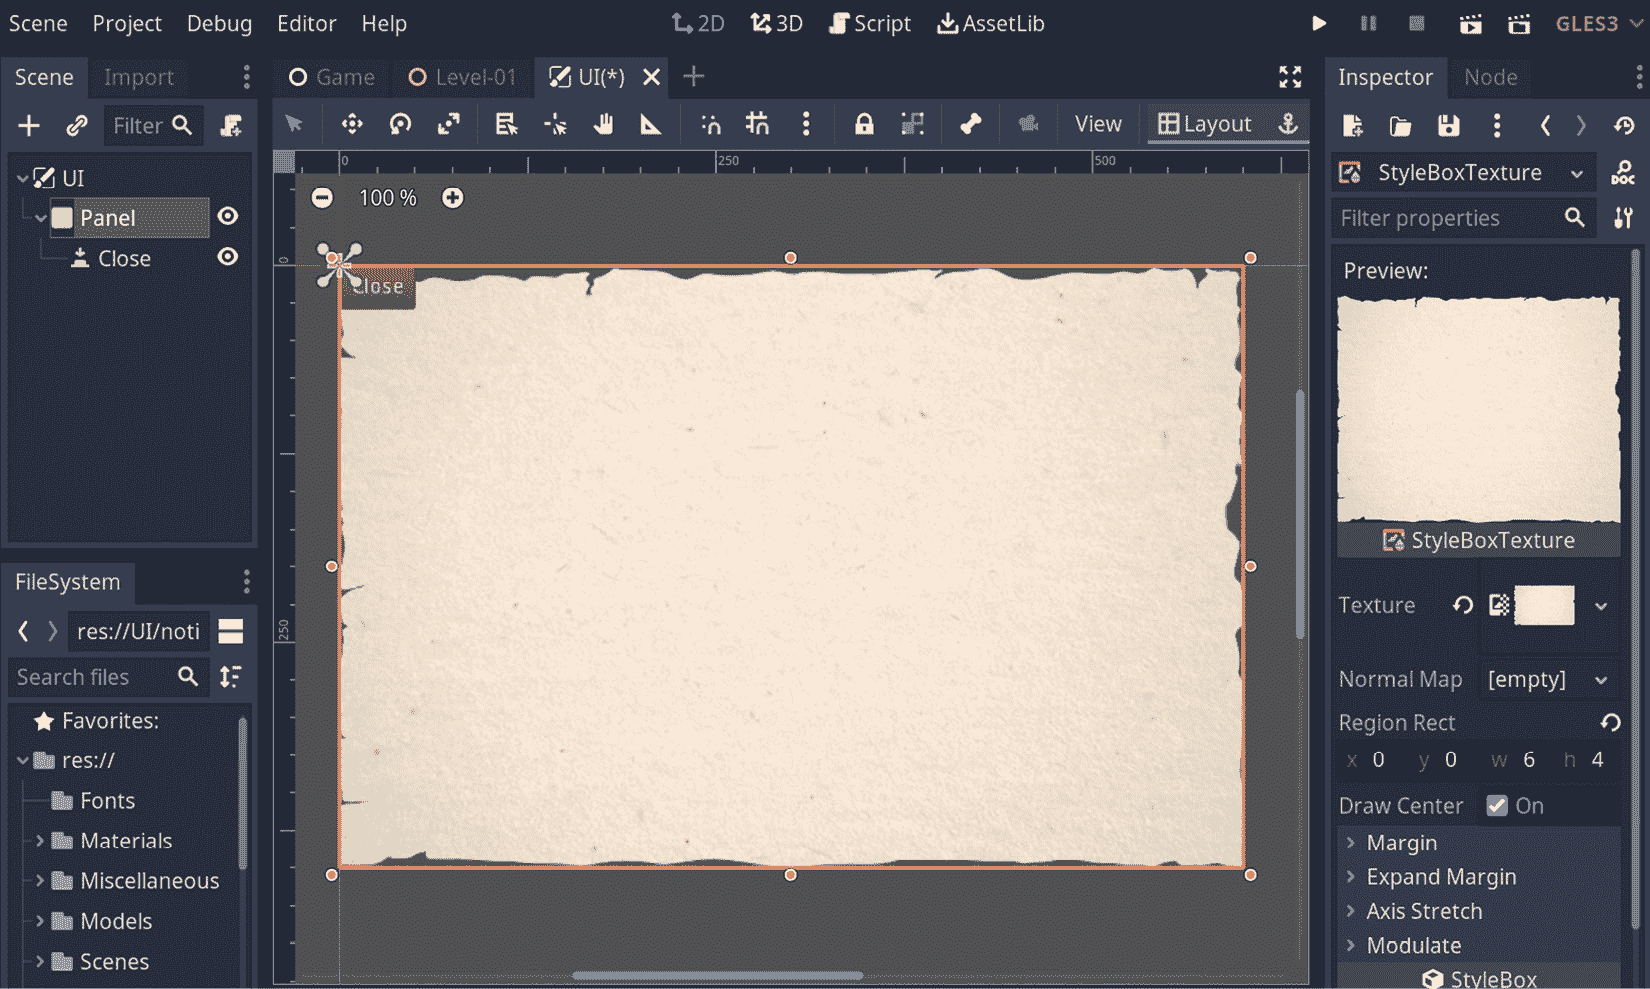 Scene Project Debug Editor Help 2D 3D Script AssetLib GLES3
Scene Import
Filter
UI
Panel
Close
FileSystem
res://UI/noti
Search files
Favorites:
res://
Fonts
Materials
Miscellaneous
Models
Scenes
Game Level-01 UI(*)
View Layout
0 250 500
100 %
0
250
Close
Inspector Node
StyleBoxTexture
DOC
Filter properties
Preview:
StyleBoxTexture
Texture
Normal Map [empty]
Region Rect
x 0 y 0 w 6 h 4
Draw Center On
Margin
Expand Margin
Axis Stretch
Modulate
StyleBox